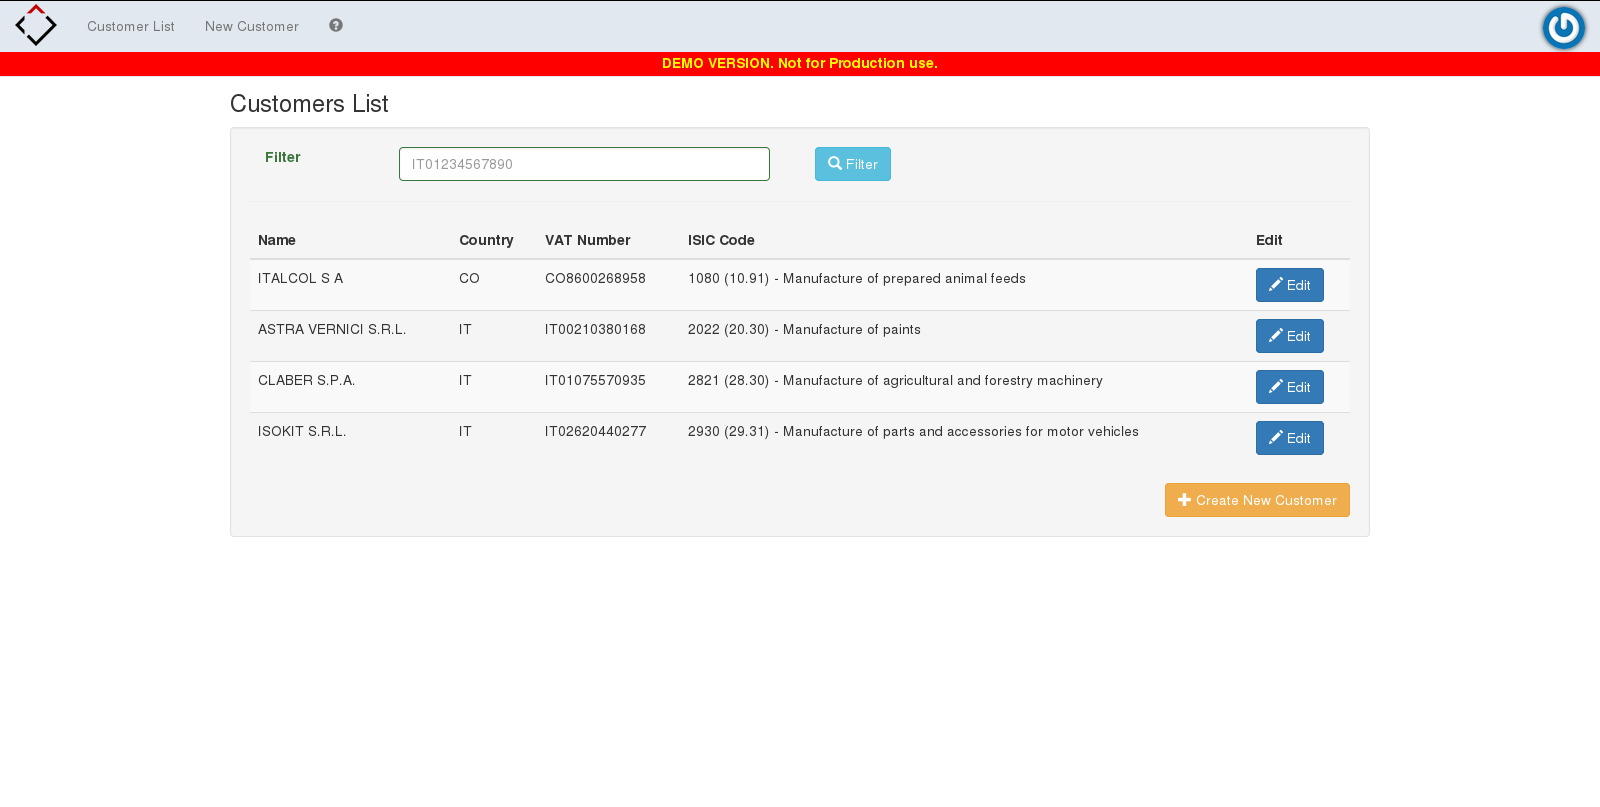 Customer List New Customer
DEMO VERSION. Not for Production use.
Customers List
Filter IT01234567890 Filter
Name Country VAT Number ISIC Code Edit
ITALCOL S A CO CO8600268958 1080 (10.91) - Manufacture of prepared animal feeds Edit
ASTRA VERNICI S.R.L. IT IT00210380168 2022 (20.30) - Manufacture of paints Edit
CLABER S.P.A. IT IT01075570935 2821 (28.30) - Manufacture of agricultural and forestry machinery Edit
ISOKIT S.R.L. IT IT02620440277 2930 (29.31) - Manufacture of parts and accessories for motor vehicles Edit
Create New Customer